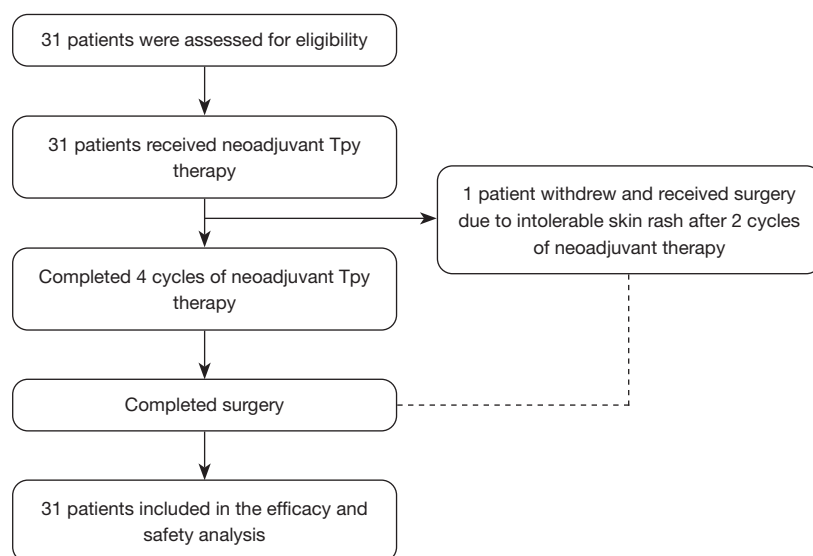 31 patients were assessed for eligibility
31 patients received neoadjuvant Tpy
therapy
1 patient withdrew and received surgery
due to intolerable skin rash after 2 cycles
of neoadjuvant therapy
Completed 4 cycles of neoadjuvant Tpy
therapy
Completed surgery
31 patients included in the efficacy and
safety analysis